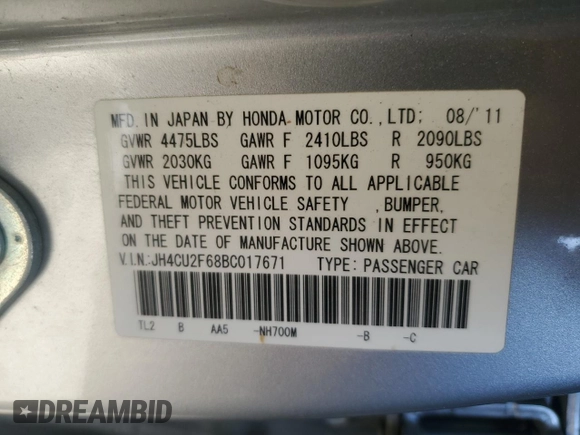 MFD. IN JAPAN BY HONDA MOTOR CO.,LTD; 08/'11
GVWR 4475LBS GAWR F 2410LBS R 2090LBS
GVWR 2030KG GAWR F 1095KG R 950KG
THIS VEHICLE CONFORMS TO ALL APPLICABLE
FEDERAL MOTOR VEHICLE SAFETY ,BUMPER,
AND THEFT PREVENTION STANDARDS IN EFFECT
ON THE DATE OF MANUFACTURE SHOWN ABOVE.
V.I.N.:JH4CU2F68BC017671 TYPE: PASSENGER CAR
TL2 B AA5 -NH700M -B -C
DREAMBID